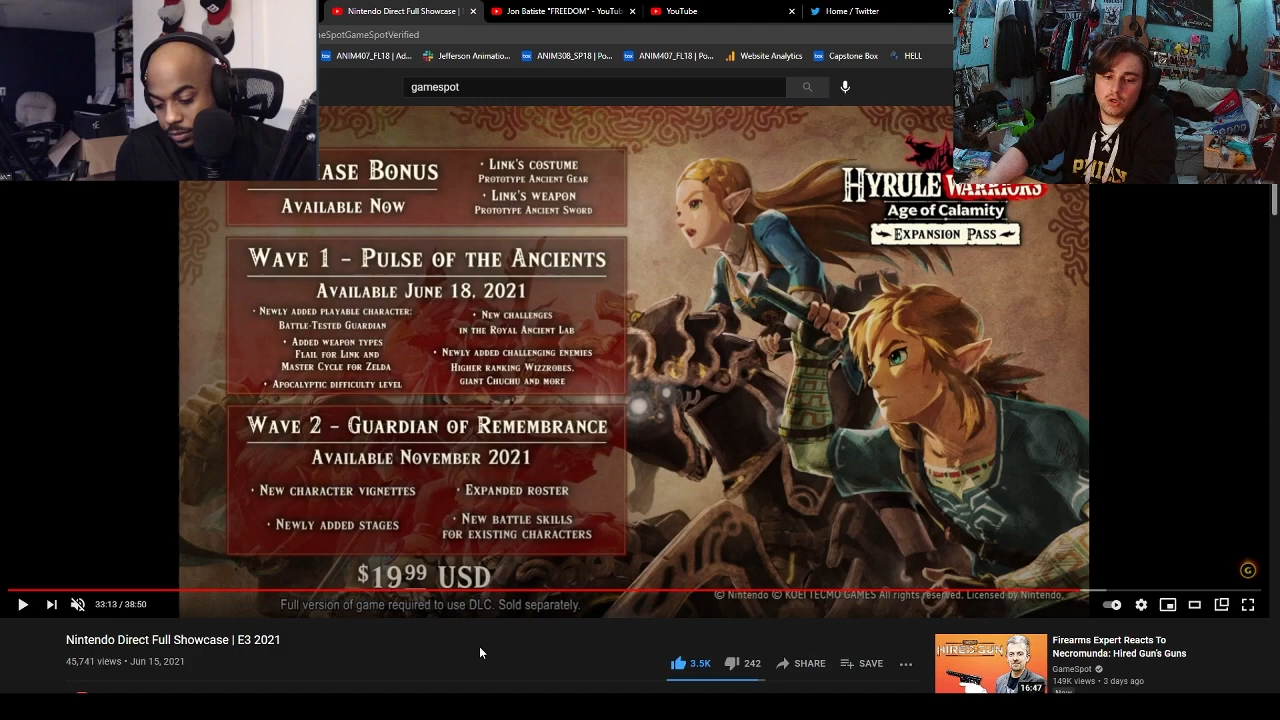 Nintendo Direct Full Showcase |
Jon Batiste "FREEDOM" - YouTub
YouTube
Home / Twitter
eSpotGameSpotVerified
ANIM407_FL18 | Ad...
Jefferson Animatio...
ANIM308_SP18 | Po...
ANIM407_FL18 | Po...
Website Analytics
Capstone Box
HELL
gamespot
ase Bonus
Available Now
· Link's costume
Prototype Ancient Gear
· Link's weapon
Prototype Ancient Sword
Hyrule Warriors
Age of Calamity
Expansion Pass
Wave 1 - Pulse of the Ancients
Available June 18, 2021
· Newly added playable character:
Battle-Tested Guardian
· Added weapon types
Flail for Link and
Master Cycle for Zelda
· Apocalyptic difficulty level
· New challenges
in the Royal Ancient Lab
· Newly added challenging enemies
Higher ranking Wizzrobes,
giant Chuchu and more
Wave 2 - Guardian of Remembrance
Available November 2021
· New character vignettes
· Newly added stages
· Expanded roster
· New battle skills
for existing characters
$19.99 USD
Full version of game required to use DLC. Sold separately.
© Nintendo © KOEI TECMO GAMES All rights reserved. Licensed by Nintendo.
G
33:13 / 38:50
Nintendo Direct Full Showcase | E3 2021
45,741 views • Jun 15, 2021
3.5K
242
SHARE
SAVE
HIRED GUN
16:47
Firearms Expert Reacts To
Necromunda: Hired Gun's Guns
GameSpot
149K views • 3 days ago
New